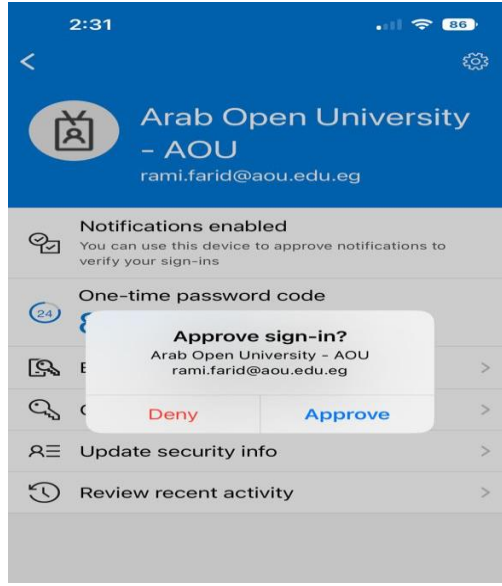 2:31
86
Arab Open University
- AOU
rami.farid@aou.edu.eg
Notifications enabled
You can use this device to approve notifications to
verify your sign-ins
One-time password code
24
Approve sign-in?
Arab Open University - AOU
rami.farid@aou.edu.eg
Deny
Approve
Update security info
Review recent activity